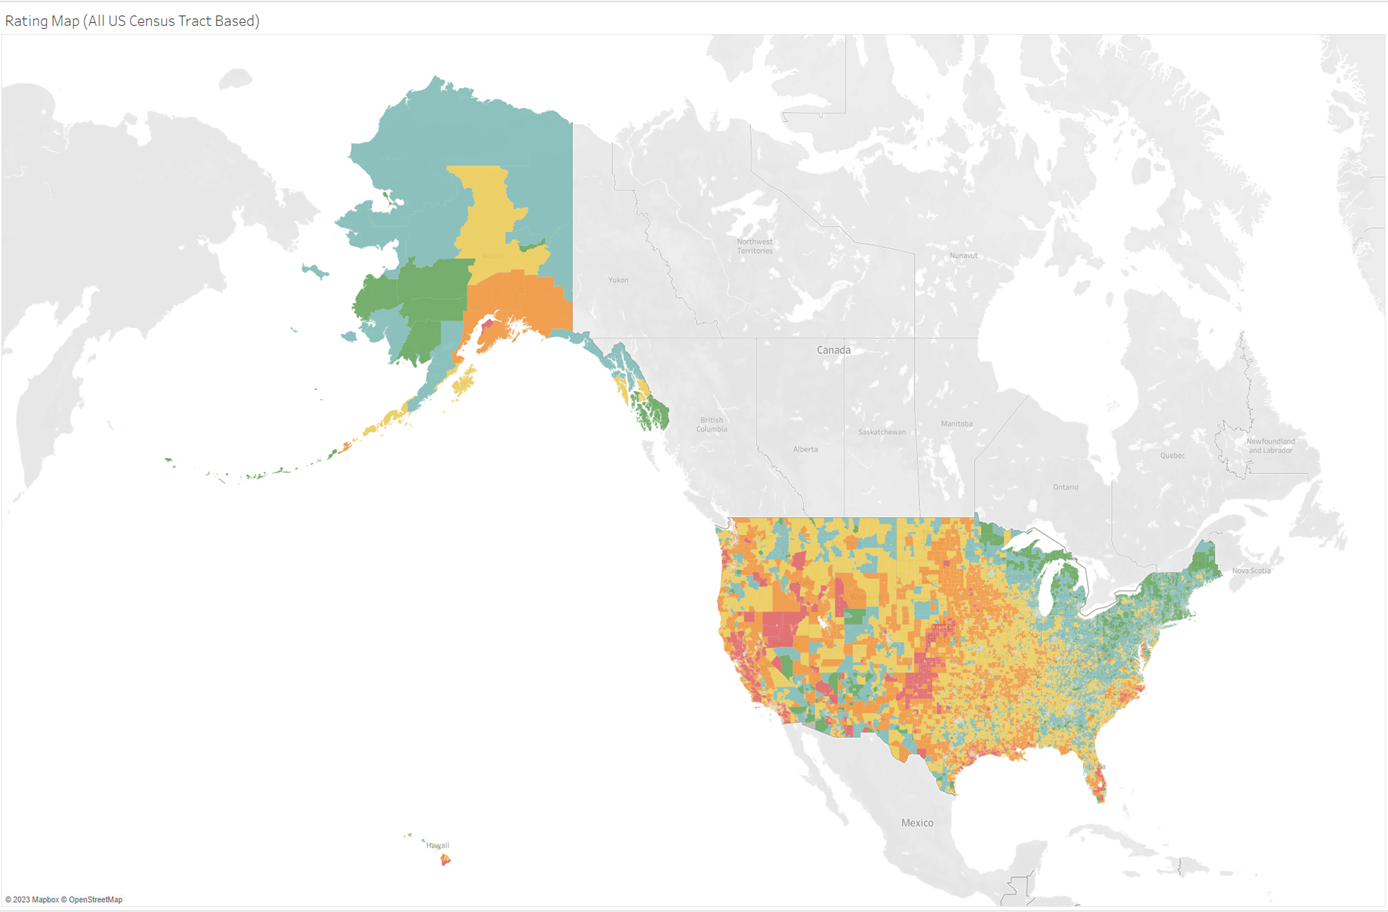 Rating Map (All US Census Tract Based)
Northwest
Territories
Nunavut
Yukon
Canada
British
Columbia
Alberta
Saskatchewan
Manitoba
Ontario
Quebec
Newfoundland
and Labrador
Nova Scotia
Mexico
Hawaii
© 2023 Mapbox © OpenStreetMap